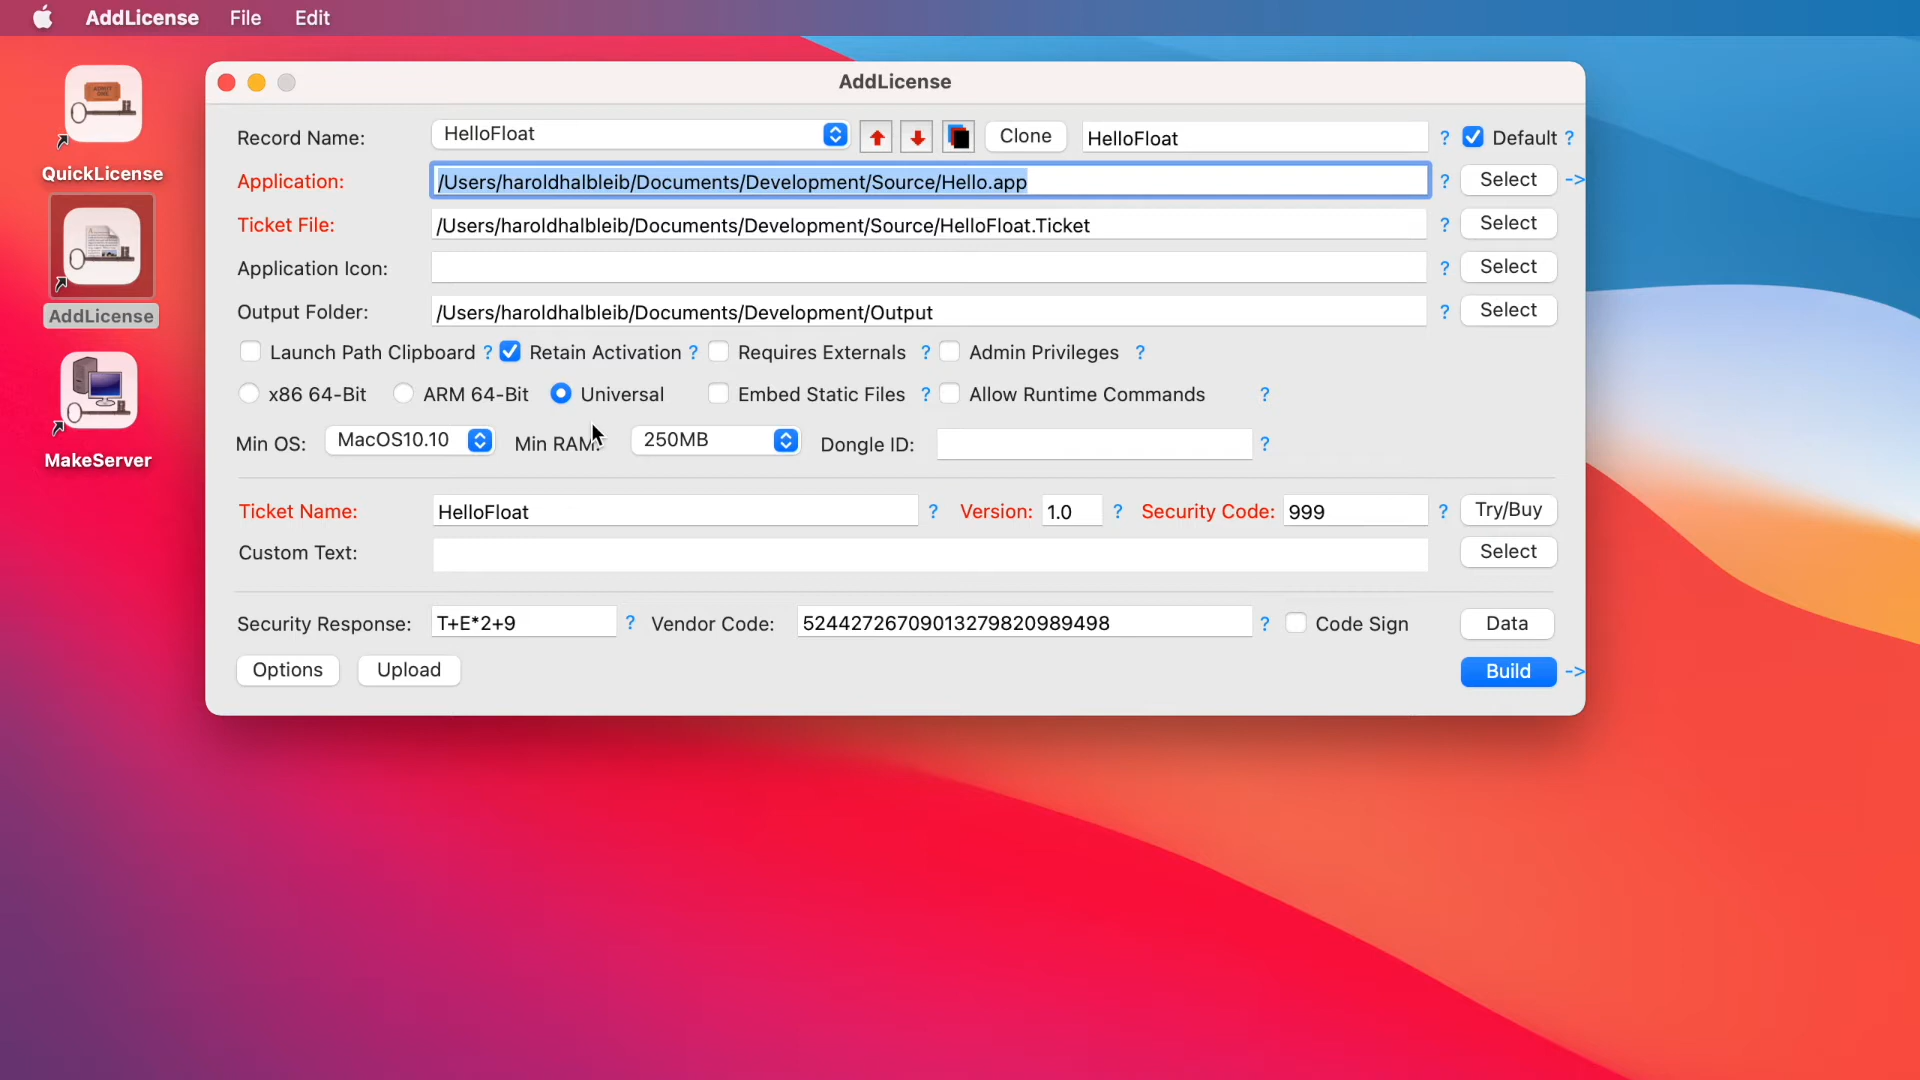 AddLicense File Edit
AddLicense
Record Name: HelloFloat Clone HelloFloat ? Default ?
Application: /Users/haroldhalbleib/Documents/Development/Source/Hello.app ? Select ->
Ticket File: /Users/haroldhalbleib/Documents/Development/Source/HelloFloat.Ticket ? Select
Application Icon: ? Select
Output Folder: /Users/haroldhalbleib/Documents/Development/Output ? Select
Launch Path Clipboard ? Retain Activation ? Requires Externals ? Admin Privileges ?
x86 64-Bit ARM 64-Bit Universal Embed Static Files ? Allow Runtime Commands ?
Min OS: MacOS10.10 Min RAM: 250MB Dongle ID: ?
Ticket Name: HelloFloat ? Version: 1.0 ? Security Code: 999 ? Try/Buy
Custom Text: Select
Security Response: T+E*2+9 ? Vendor Code: 52442726709013279820989498 ? Code Sign Data
Options Upload Build ->
ADMIT
ONE
QuickLicense
AddLicense
MakeServer